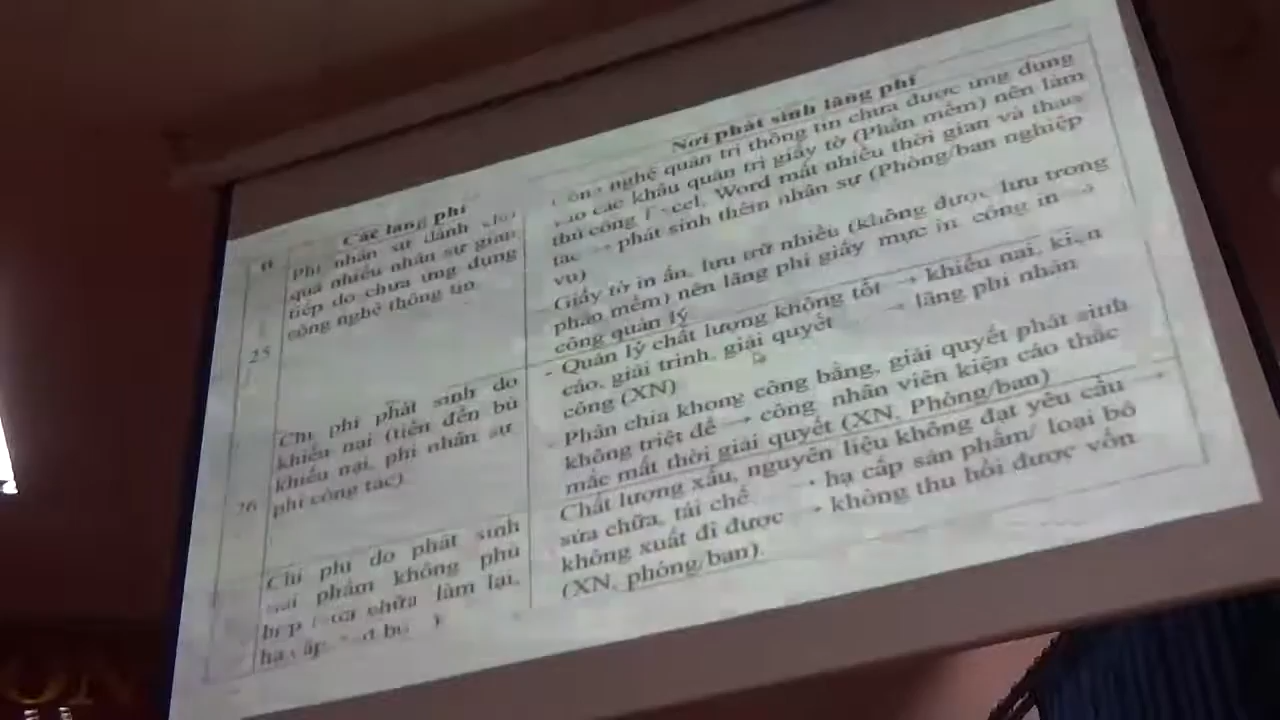 TT
Các lãng phí
Nơi phát sinh lãng phí
Phí nhân sự dành cho
quá nhiều nhân sự gián
tiếp do chưa ứng dụng
công nghệ thông tin
Công nghệ quản trị thông tin chưa được ứng dụng
vào các khâu quản trị giấy tờ (Phần mềm) nên làm
thủ công Excel, Word mất nhiều thời gian và thao
tác → phát sinh thêm nhân sự (Phòng/ban nghiệp
vụ)
Giấy tờ in ấn, lưu trữ nhiều (không được lưu trong
phần mềm) nên lãng phí giấy mực in, công in →
công quản lý
25
Chi phí phát sinh do
khiếu nại (tiền đền bù
khiếu nại, phí nhân sự,
phí công tác)
- Quản lý chất lượng không tốt → khiếu nại, kiện
cáo, giải trình, giải quyết → lãng phí nhân
công (XN)
- Phân chia không công bằng, giải quyết phát sinh
không triệt để → công nhân viên kiện cáo thắc
mắc mất thời giải quyết (XN, Phòng/ban)
26
Chi phí do phát sinh
sản phẩm không phù
hợp (sửa chữa, làm lại,
hạ cấp,
Chất lượng xấu, nguyên liệu không đạt yêu cầu →
sửa chữa, tái chế → hạ cấp sản phẩm/ loại bỏ
không xuất đi được → không thu hồi được vốn
(XN, phòng/ban).